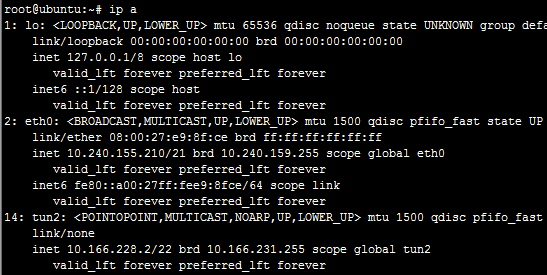 root@ubuntu:~# ip a
1: lo: <LOOPBACK,UP,LOWER_UP> mtu 65536 qdisc noqueue state UNKNOWN group defa
link/loopback 00:00:00:00:00:00 brd 00:00:00:00:00:00
inet 127.0.0.1/8 scope host lo
valid_lft forever preferred_lft forever
inet6 ::1/128 scope host
valid_lft forever preferred_lft forever
2: eth0: <BROADCAST,MULTICAST,UP,LOWER_UP> mtu 1500 qdisc pfifo_fast state UP
link/ether 08:00:27:e9:8f:ce brd ff:ff:ff:ff:ff:ff
inet 10.240.155.210/21 brd 10.240.159.255 scope global eth0
valid_lft forever preferred_lft forever
inet6 fe80::a00:27ff:fee9:8fce/64 scope link
valid_lft forever preferred_lft forever
14: tun2: <POINTOPOINT,MULTICAST,NOARP,UP,LOWER_UP> mtu 1500 qdisc pfifo_fast
link/none
inet 10.166.228.2/22 brd 10.166.231.255 scope global tun2
valid_lft forever preferred_lft forever